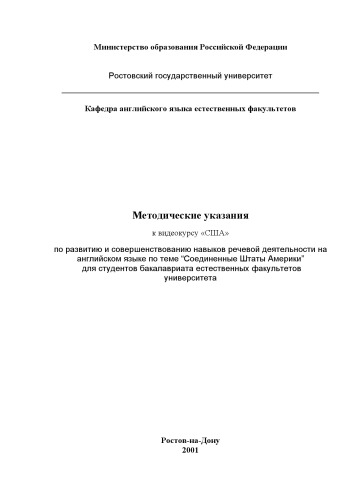 Министерство образования Российской Федерации
Ростовский государственный университет
Кафедра английского языка естественных факультетов
Методические указания
к видеокурсу «США»
по развитию и совершенствованию навыков речевой деятельности на
английском языке по теме “Соединенные Штаты Америки”
для студентов бакалавриата естественных факультетов
университета
Ростов-на-Дону
2001